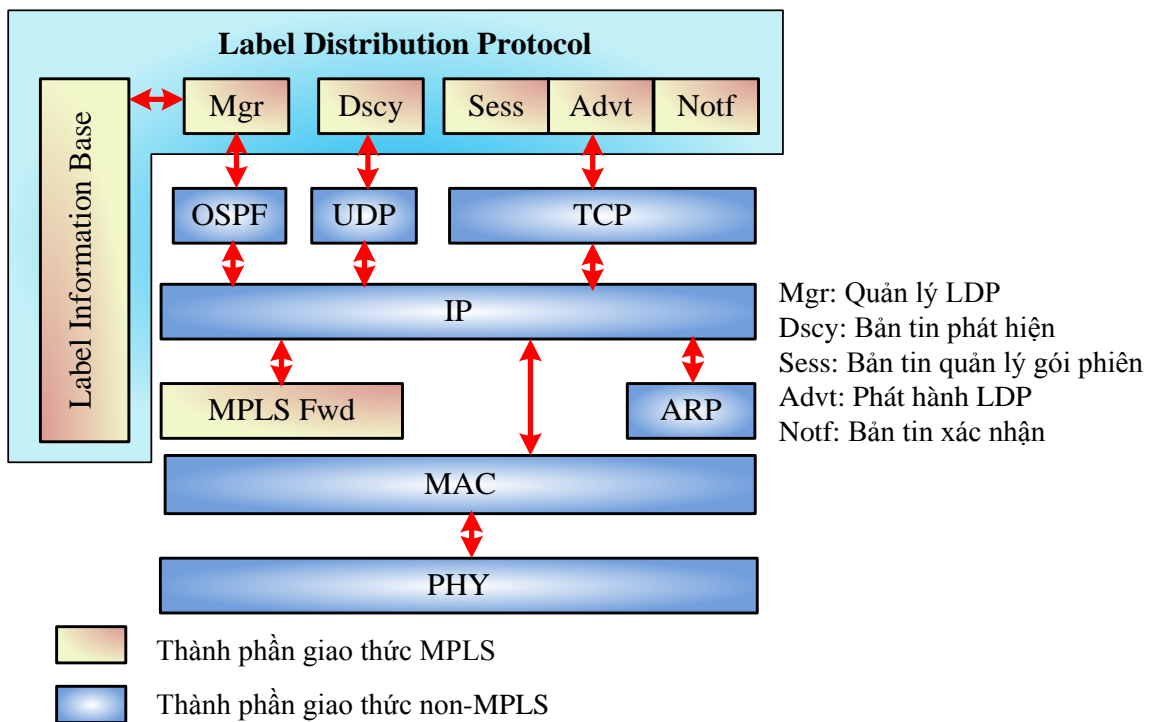 Label Distribution Protocol
Label Information Base
Mgr
Dscy
Sess
Advt
Notf
OSPF
UDP
TCP
IP
MPLS Fwd
ARP
MAC
PHY
Mgr: Quản lý LDP
Dscy: Bản tin phát hiện
Sess: Bản tin quản lý gói phiên
Advt: Phát hành LDP
Notf: Bản tin xác nhận
Thành phần giao thức MPLS
Thành phần giao thức non-MPLS